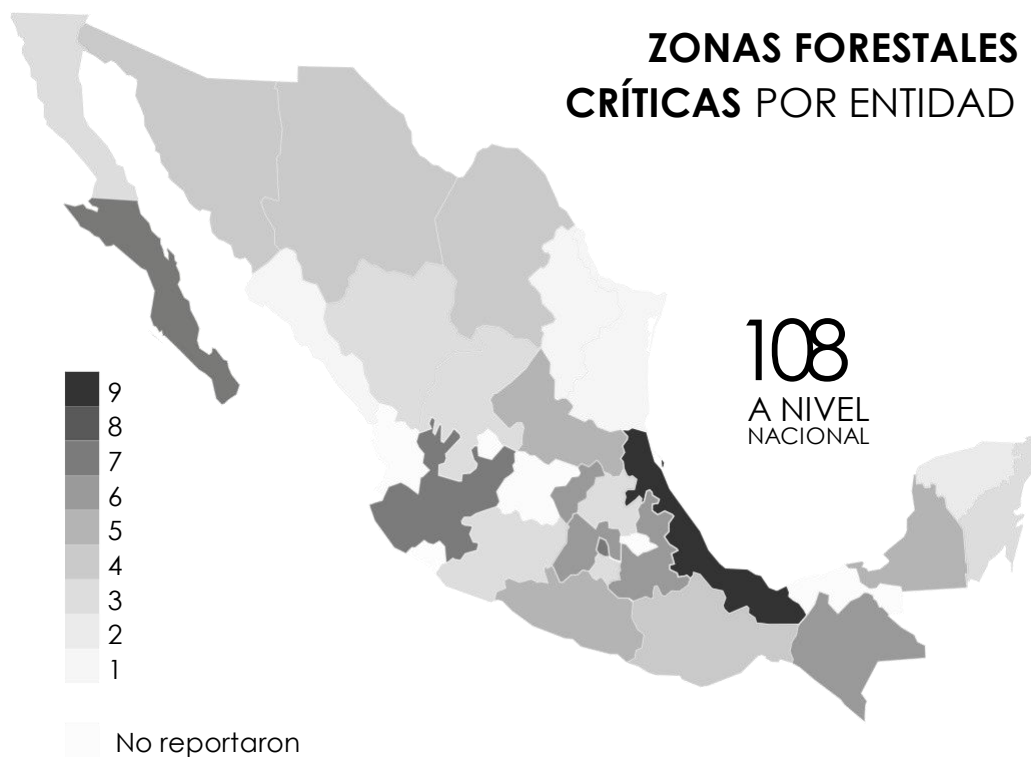 ZONAS FORESTALES
CRÍTICAS POR ENTIDAD
108
A NIVEL
NACIONAL
9
8
7
6
5
4
3
2
1
No reportaron